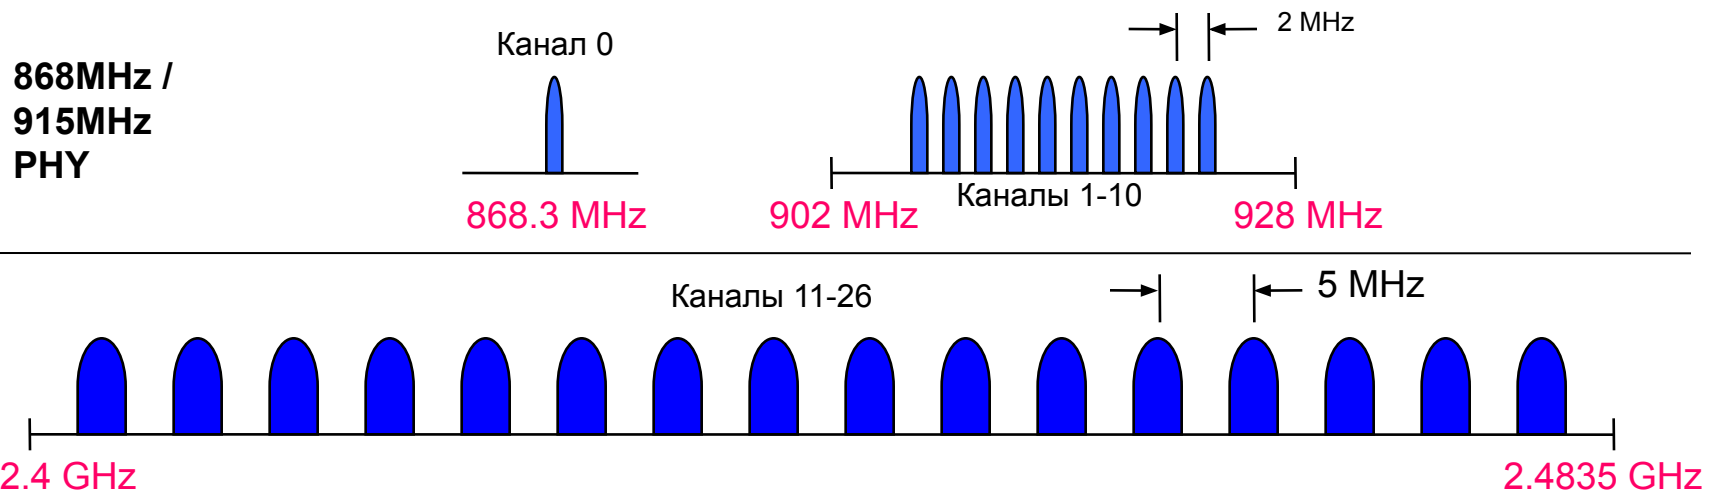 868MHz /
915MHz
PHY
Канал 0
2 MHz
Каналы 1-10
868.3 MHz
902 MHz
928 MHz
Каналы 11-26
5 MHz
2.4 GHz
2.4835 GHz